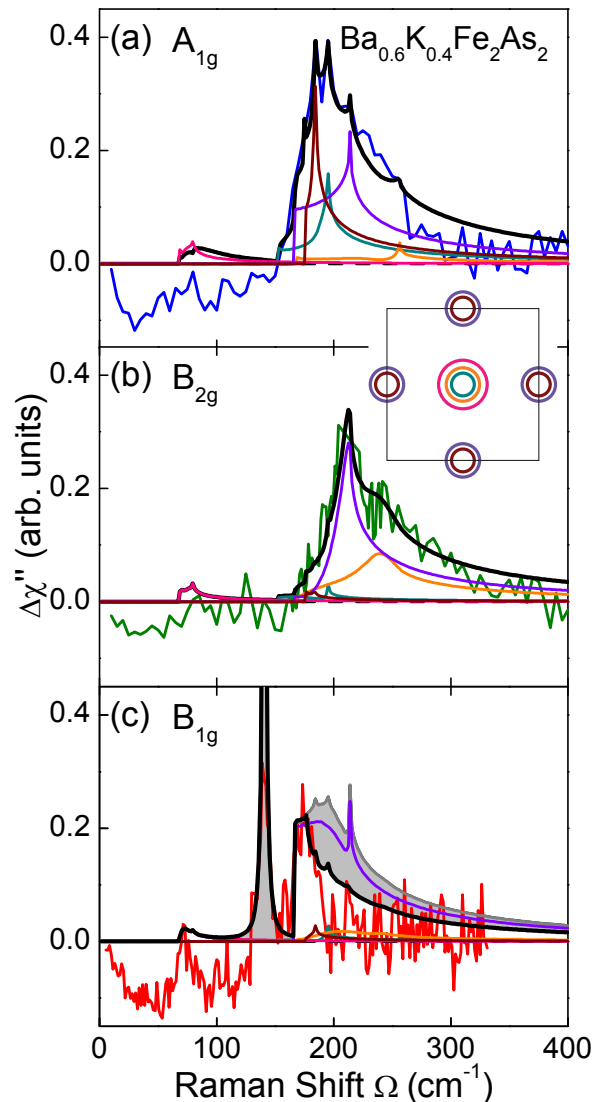 (a) A1g Ba0.6K0.4Fe2As2
0.4
0.2
0.0
(b) B2g
0.4
0.2
0.0
Δχ'' (arb. units)
(c) B1g
0.4
0.2
0.0
0 100 200 300 400
Raman Shift Ω (cm-1)